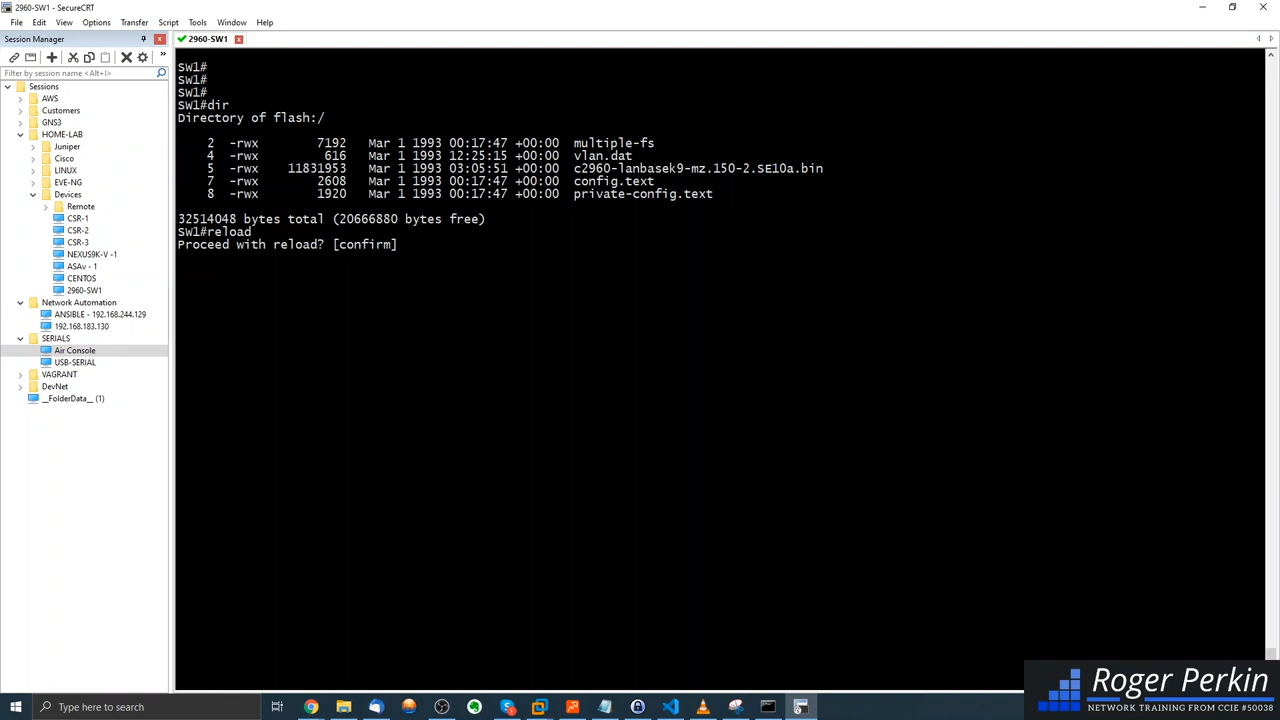 2960-SW1 - SecureCRT
File Edit View Options Transfer Script Tools Window Help
Session Manager
2960-SW1
Filter by session name <Alt+I>
Sessions
AWS
Customers
GNS3
HOME-LAB
Juniper
Cisco
LINUX
EVE-NG
Devices
Remote
CSR-1
CSR-2
CSR-3
NEXUS9K-V -1
ASAv - 1
CENTOS
2960-SW1
Network Automation
ANSIBLE - 192.168.244.129
192.168.183.130
SERIALS
Air Console
USB-SERIAL
VAGRANT
DevNet
__FolderData__ (1)
SW1#
SW1#
SW1#
SW1#dir
Directory of flash:/
2 -rwx 7192 Mar 1 1993 00:17:47 +00:00 multiple-fs
4 -rwx 616 Mar 1 1993 12:25:15 +00:00 vlan.dat
5 -rwx 11831953 Mar 1 1993 03:05:51 +00:00 c2960-lanbasek9-mz.150-2.SE10a.bin
7 -rwx 2608 Mar 1 1993 00:17:47 +00:00 config.text
8 -rwx 1920 Mar 1 1993 00:17:47 +00:00 private-config.text
32514048 bytes total (20666880 bytes free)
SW1#reload
Proceed with reload? [confirm]
Roger Perkin
NETWORK TRAINING FROM CCIE #50038
Type here to search